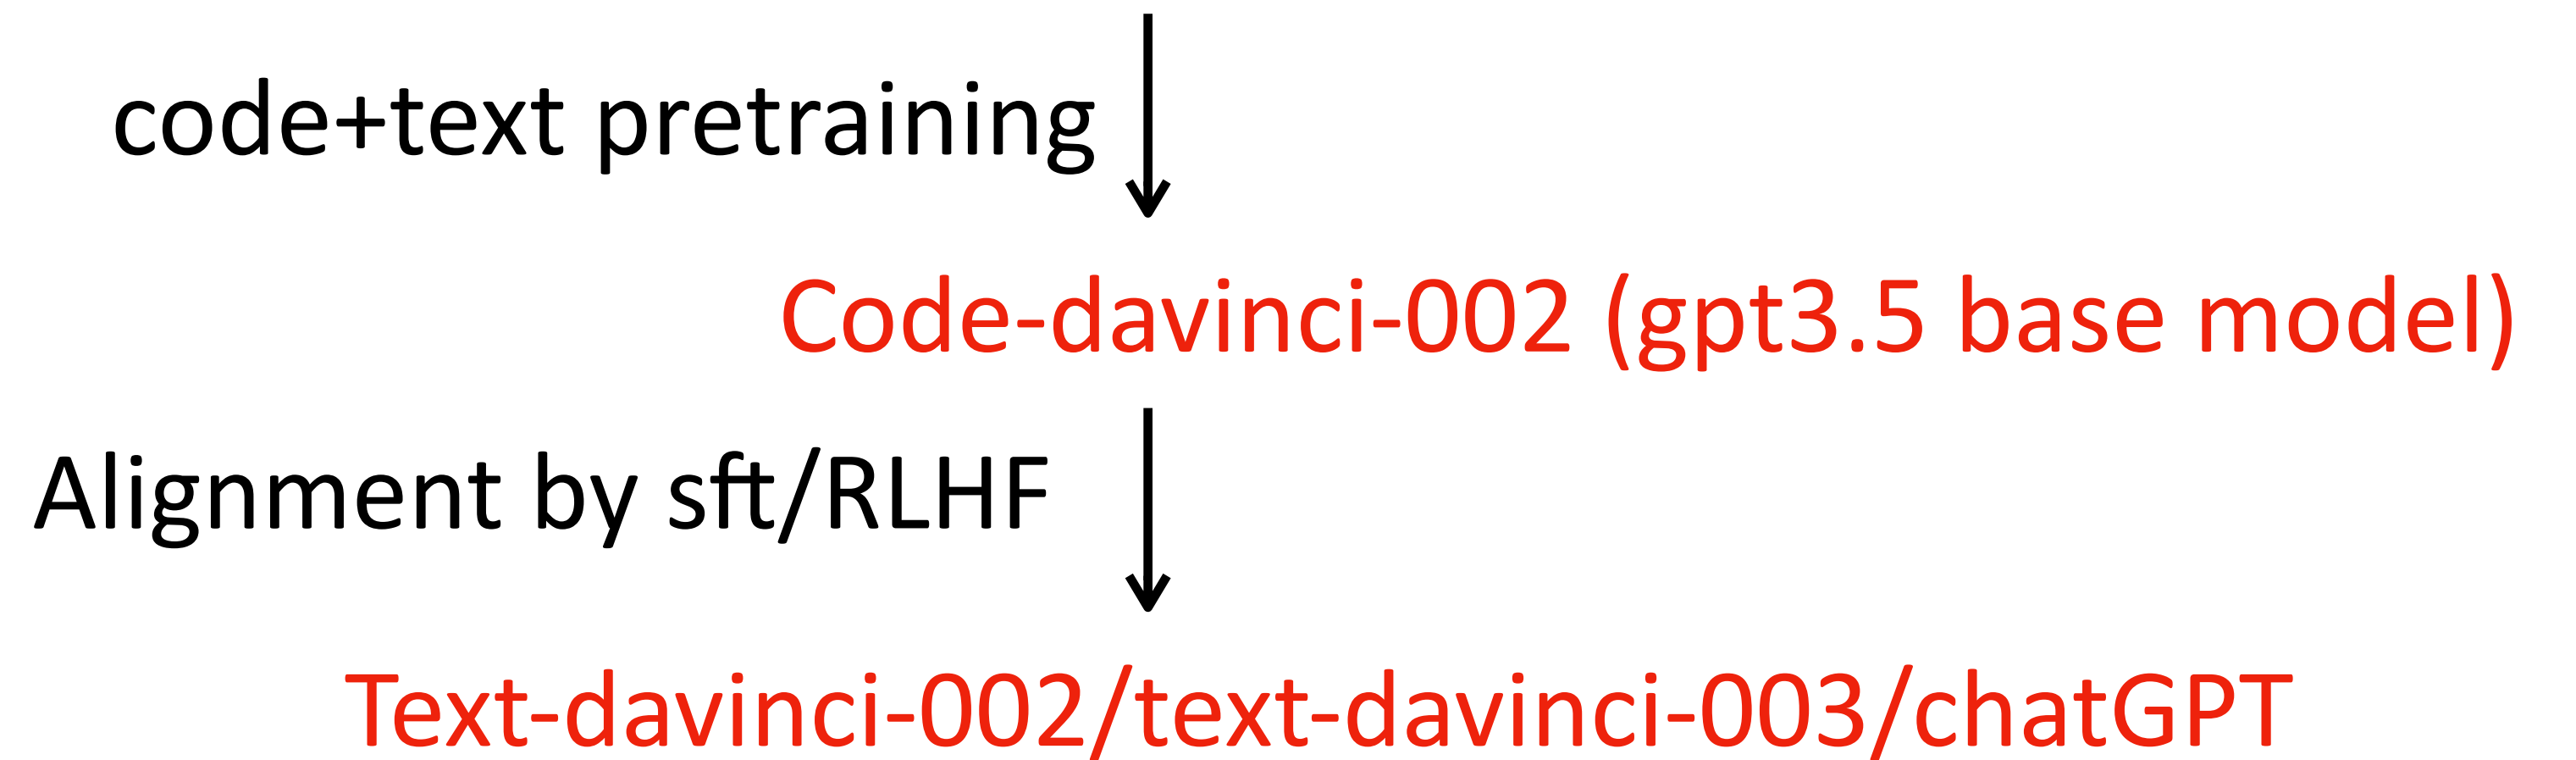 code+text pretraining
Code-davinci-002 (gpt3.5 base model)
Alignment by sft/RLHF
Text-davinci-002/text-davinci-003/chatGPT